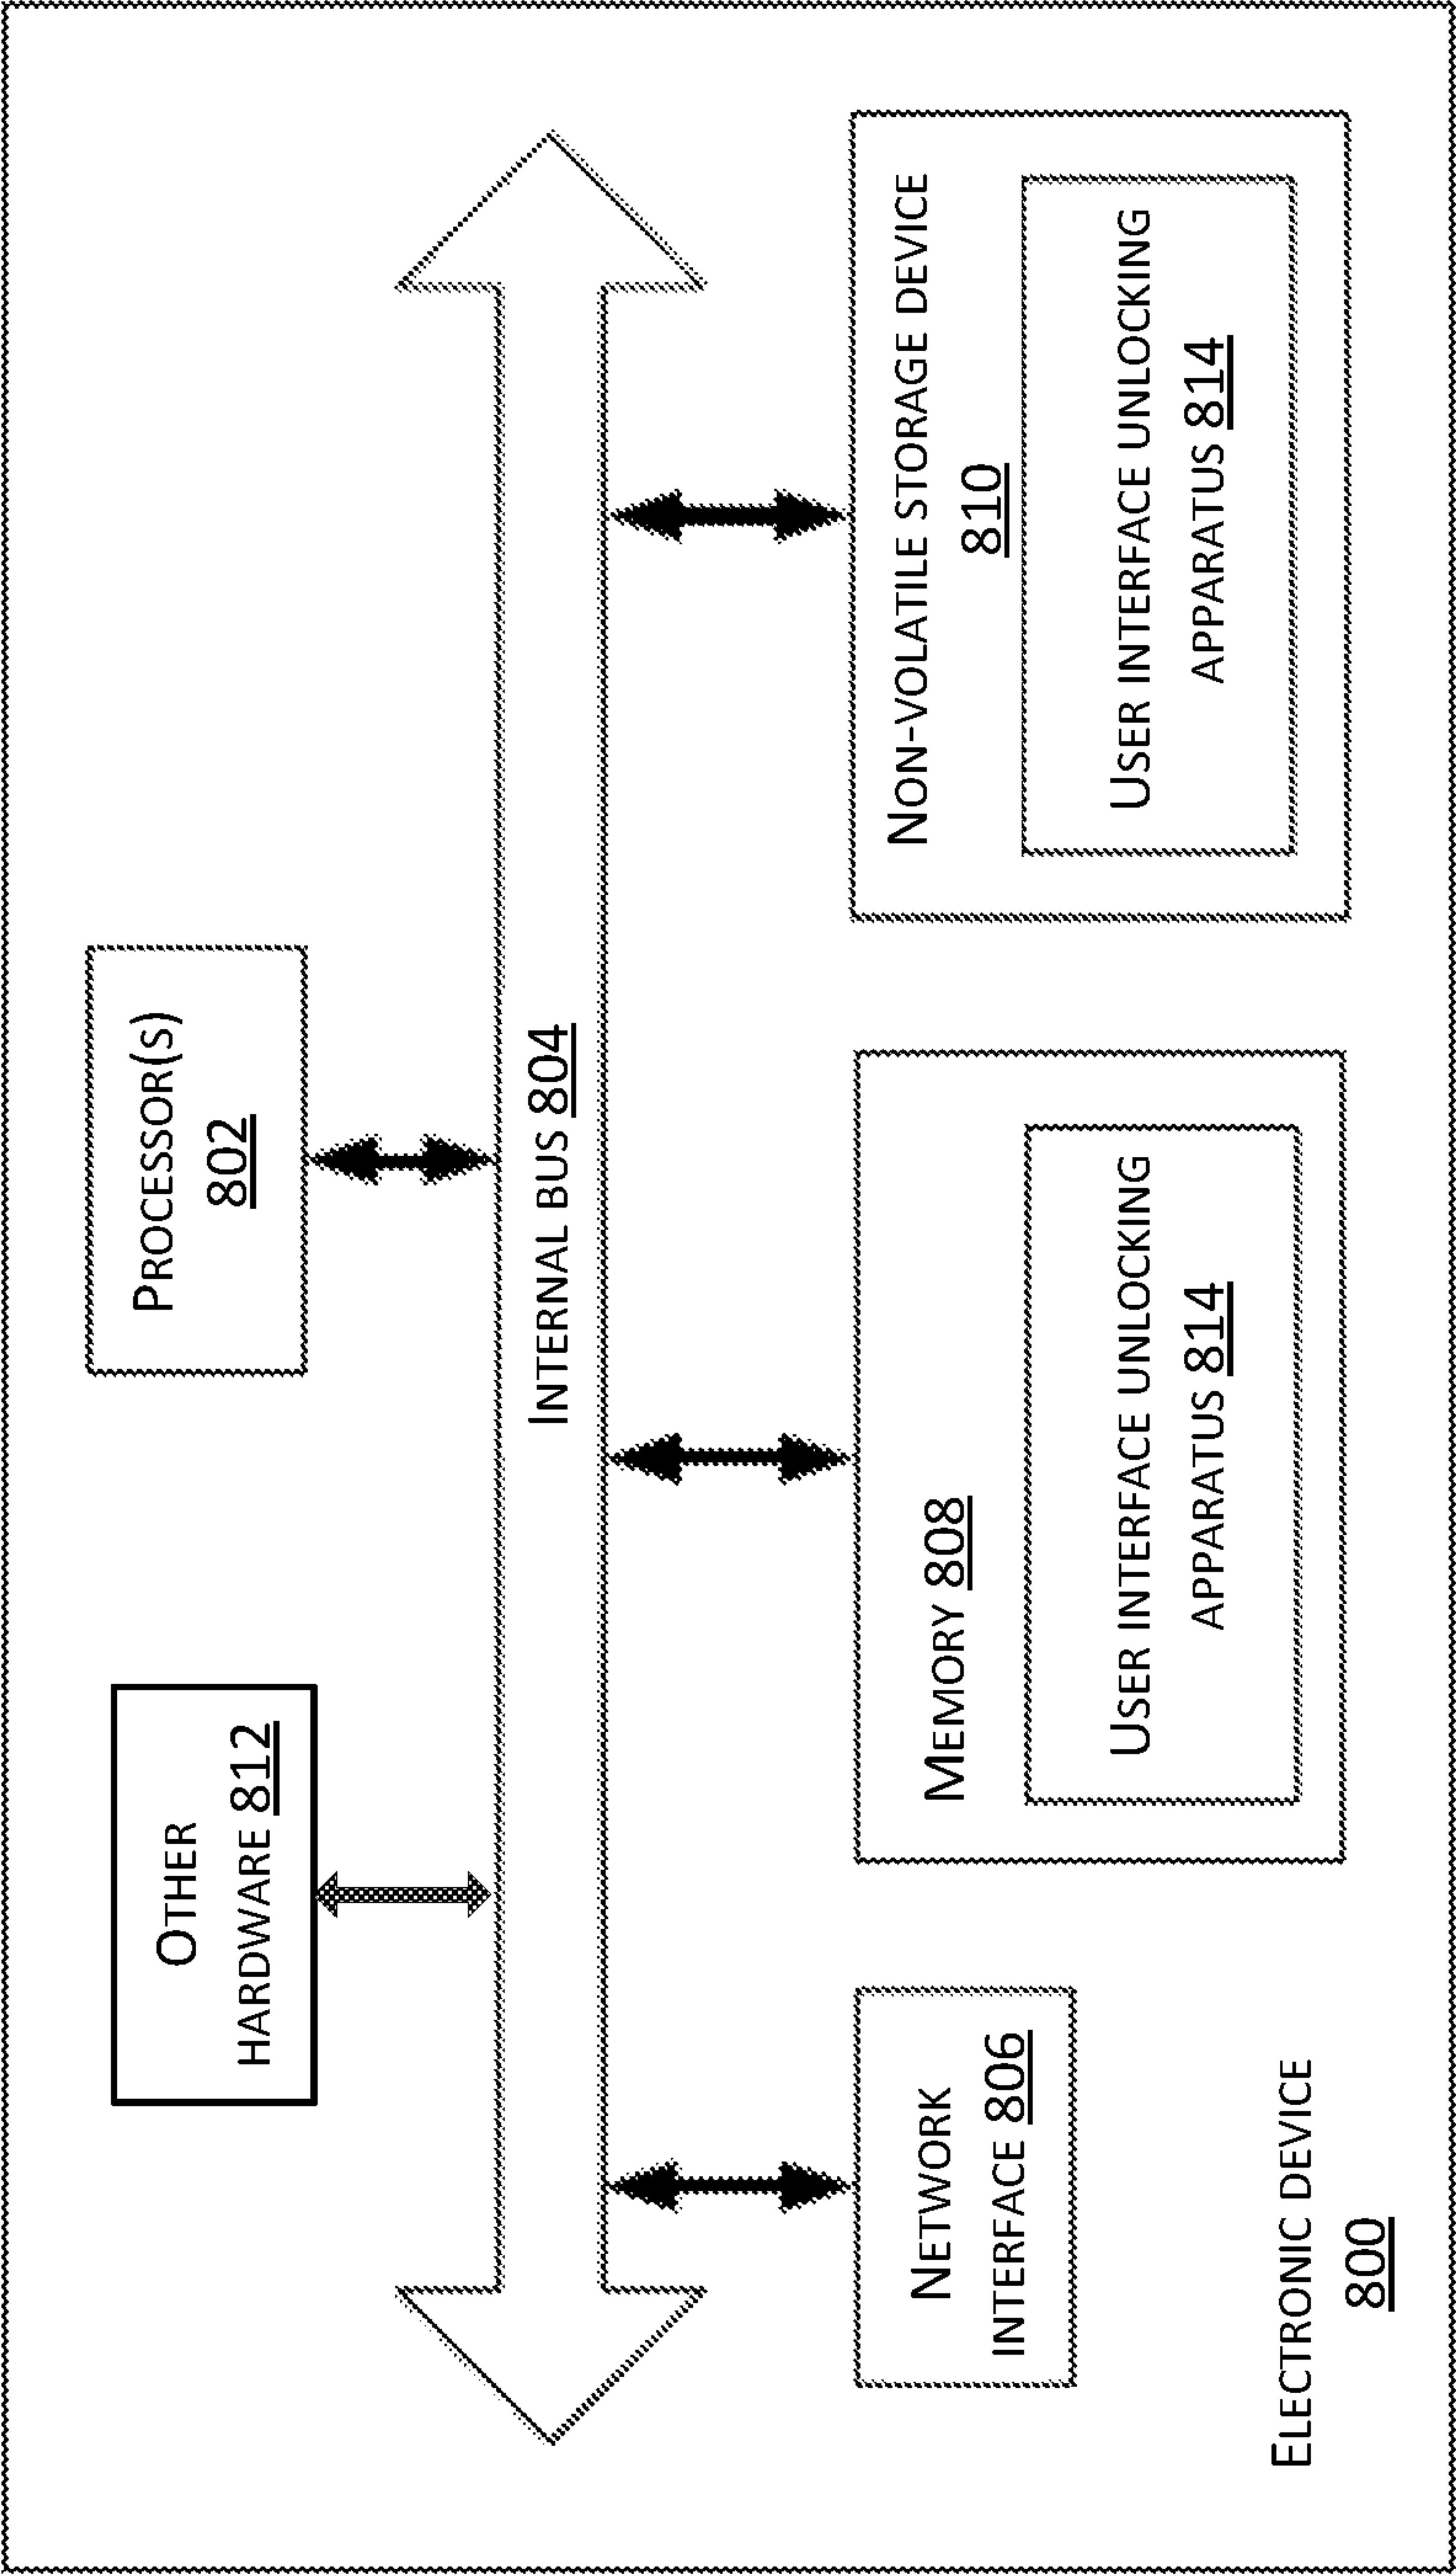 OTHER
HARDWARE 812
PROCESSOR(S)
802
INTERNAL BUS 804
NETWORK
INTERFACE 806
MEMORY 808
USER INTERFACE UNLOCKING
APPARATUS 814
NON-VOLATILE STORAGE DEVICE
810
USER INTERFACE UNLOCKING
APPARATUS 814
ELECTRONIC DEVICE
800